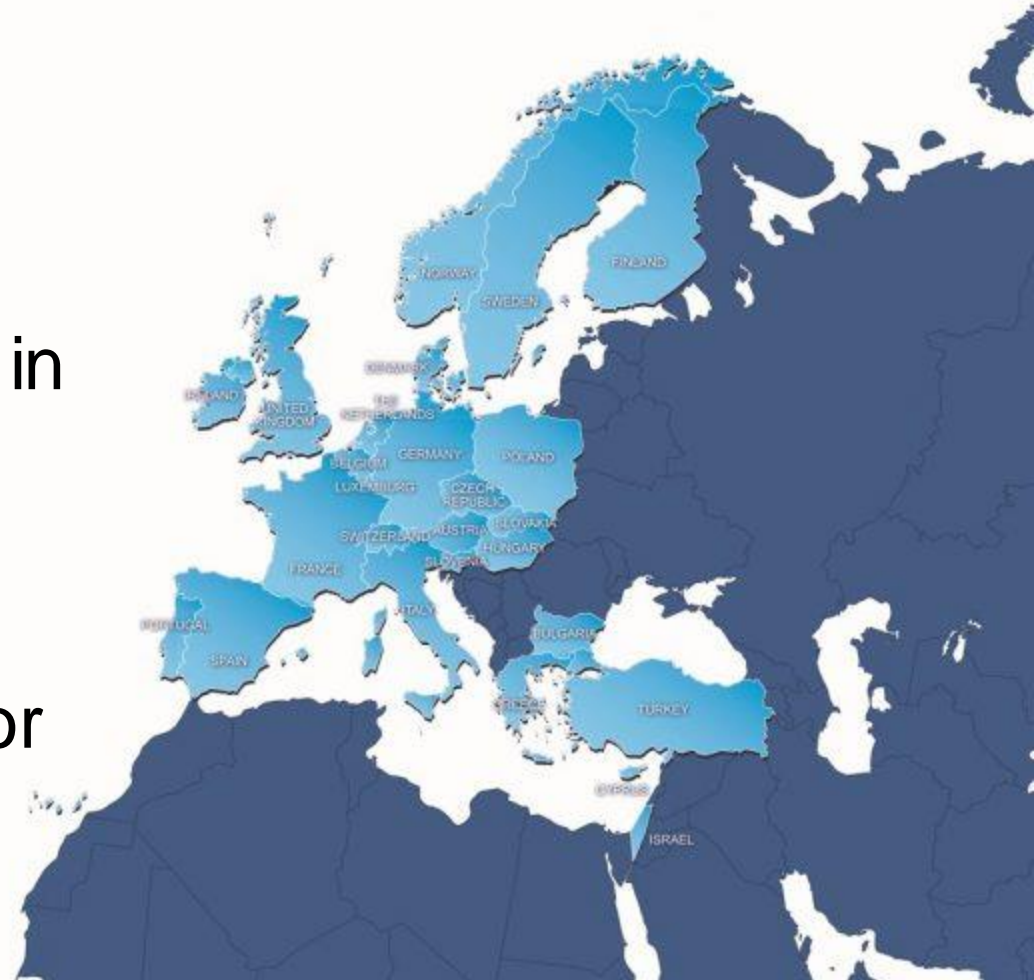 in
or
NORWAY
FINLAND
SWEDEN
DENMARK
IRELAND
THE
NETHERLANDS
UNITED
KINGDOM
GERMANY
POLAND
BELGIUM
LUXEMBURG
CZECH
REPUBLIC
SLOVAKIA
AUSTRIA
SWITZERLAND
HUNGARY
SLOVENIA
FRANCE
ITALY
PORTUGAL
BULGARIA
SPAIN
GREECE
TURKEY
CYPRUS
ISRAEL